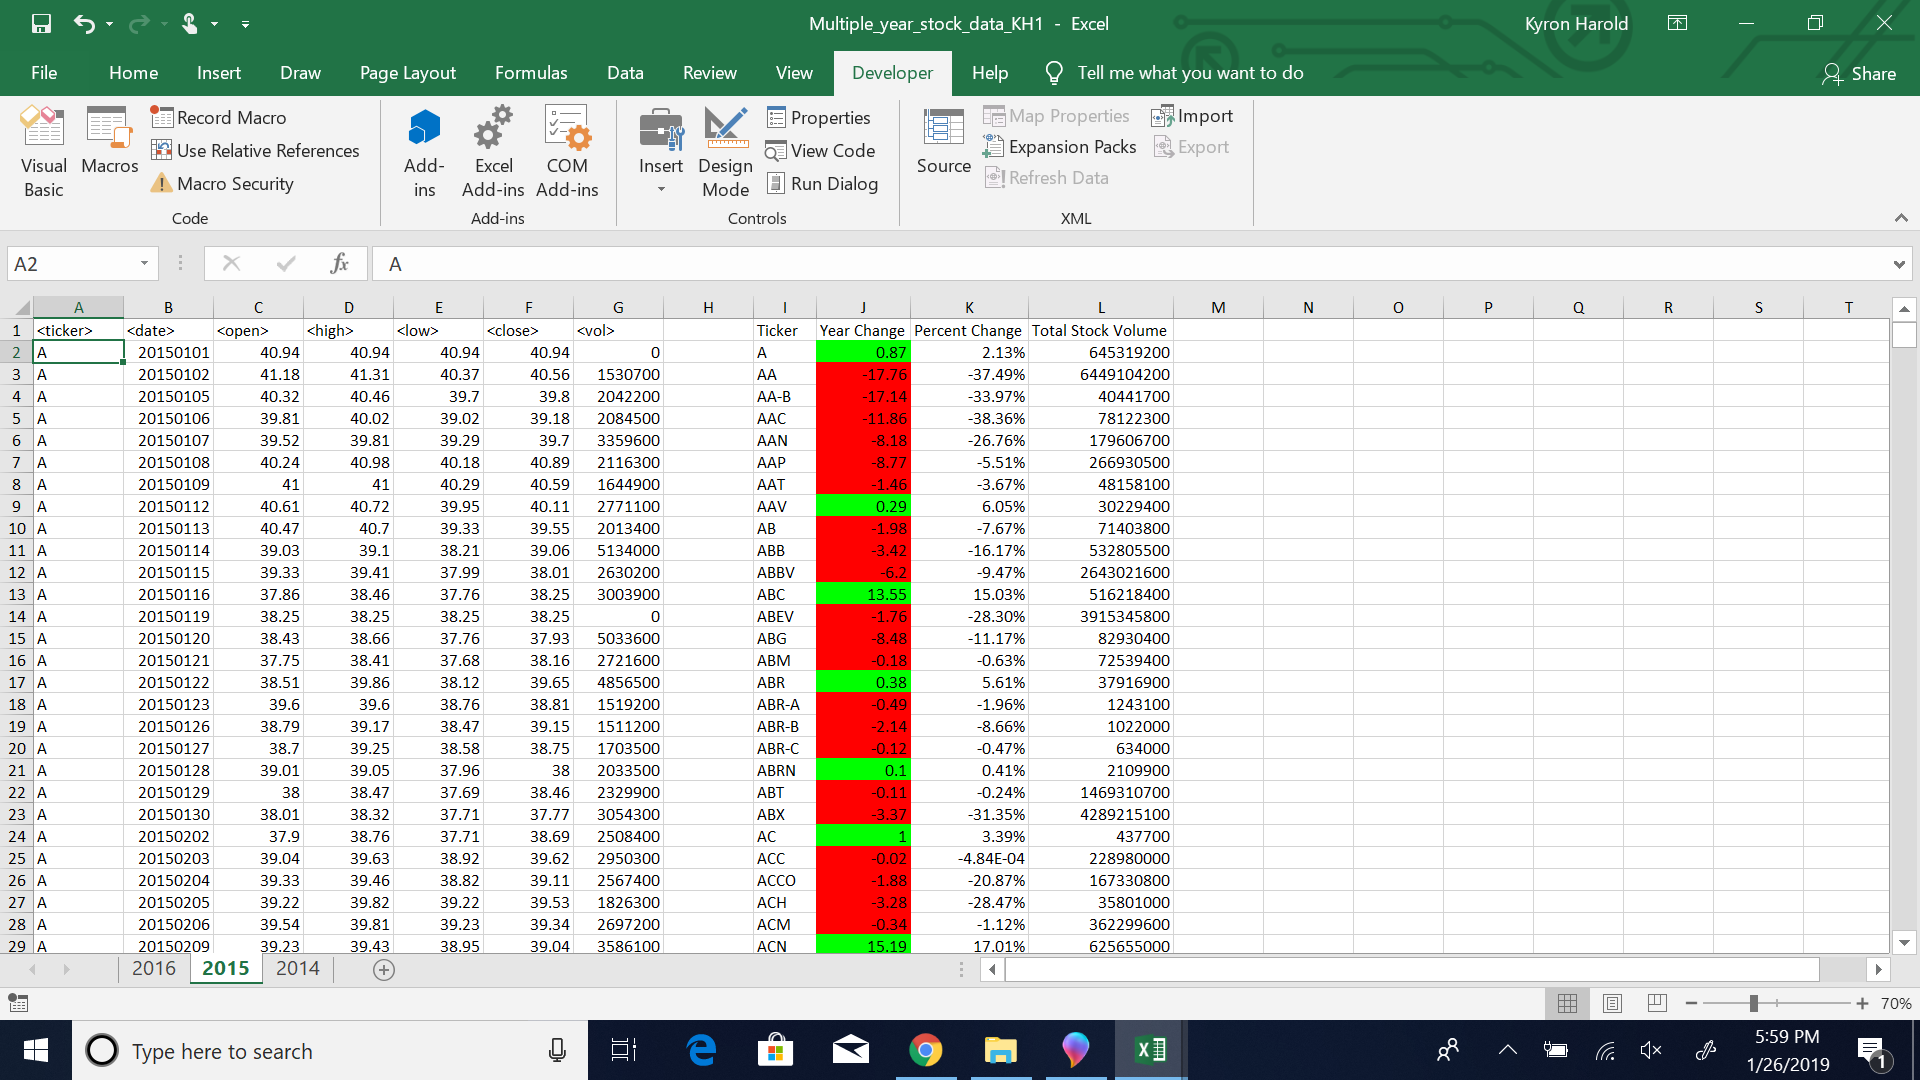 Multiple_year_stock_data_KH1 - Excel
Kyron Harold
File Home Insert Draw Page Layout Formulas Data Review View Developer Help Tell me what you want to do Share
Visual Basic
Macros
Record Macro
Use Relative References
Macro Security
Code
Add-ins
Excel Add-ins
COM Add-ins
Add-ins
Insert
Design Mode
Properties
View Code
Run Dialog
Controls
Source
Map Properties
Expansion Packs
Refresh Data
Import
Export
XML
A2 fx A
A B C D E F G H I J K L M N O P Q R S T
1 <ticker> <date> <open> <high> <low> <close> <vol> Ticker Year Change Percent Change Total Stock Volume
2 A 20150101 40.94 40.94 40.94 40.94 0 A 0.87 2.13% 645319200
3 A 20150102 41.18 41.31 40.37 40.56 1530700 AA -17.76 -37.49% 6449104200
4 A 20150105 40.32 40.46 39.7 39.8 2042200 AA-B -17.14 -33.97% 40441700
5 A 20150106 39.81 40.02 39.02 39.18 2084500 AAC -11.86 -38.36% 78122300
6 A 20150107 39.52 39.81 39.29 39.7 3359600 AAN -8.18 -26.76% 179606700
7 A 20150108 40.24 40.98 40.18 40.89 2116300 AAP -8.77 -5.51% 266930500
8 A 20150109 41 41 40.29 40.59 1644900 AAT -1.46 -3.67% 48158100
9 A 20150112 40.61 40.72 39.95 40.11 2771100 AAV 0.29 6.05% 30229400
10 A 20150113 40.47 40.7 39.33 39.55 2013400 AB -1.98 -7.67% 71403800
11 A 20150114 39.03 39.1 38.21 39.06 5134000 ABB -3.42 -16.17% 532805500
12 A 20150115 39.33 39.41 37.99 38.01 2630200 ABBV -6.2 -9.47% 2643021600
13 A 20150116 37.86 38.46 37.76 38.25 3003900 ABC 13.55 15.03% 516218400
14 A 20150119 38.25 38.25 38.25 38.25 0 ABEV -1.76 -28.30% 3915345800
15 A 20150120 38.43 38.66 37.76 37.93 5033600 ABG -8.48 -11.17% 82930400
16 A 20150121 37.75 38.41 37.68 38.16 2721600 ABM -0.18 -0.63% 72539400
17 A 20150122 38.51 39.86 38.12 39.65 4856500 ABR 0.38 5.61% 37916900
18 A 20150123 39.6 39.6 38.76 38.81 1519200 ABR-A -0.49 -1.96% 1243100
19 A 20150126 38.79 39.17 38.47 39.15 1511200 ABR-B -2.14 -8.66% 1022000
20 A 20150127 38.7 39.25 38.58 38.75 1703500 ABR-C -0.12 -0.47% 634000
21 A 20150128 39.01 39.05 37.96 38 2033500 ABRN 0.1 0.41% 2109900
22 A 20150129 38 38.47 37.69 38.46 2329900 ABT -0.11 -0.24% 1469310700
23 A 20150130 38.01 38.32 37.71 37.77 3054300 ABX -3.37 -31.35% 4289215100
24 A 20150202 37.9 38.76 37.71 38.69 2508400 AC 1 3.39% 437700
25 A 20150203 39.04 39.63 38.92 39.62 2950300 ACC -0.02 -4.84E-04 228980000
26 A 20150204 39.33 39.46 38.82 39.11 2567400 ACCO -1.88 -20.87% 167330800
27 A 20150205 39.22 39.82 39.22 39.53 1826300 ACH -3.28 -28.47% 35801000
28 A 20150206 39.54 39.81 39.23 39.34 2697200 ACM -0.34 -1.12% 362299600
29 A 20150209 39.23 39.43 38.95 39.04 3586100 ACN 15.19 17.01% 625655000
2016 2015 2014
70%
Type here to search
5:59 PM
1/26/2019
1